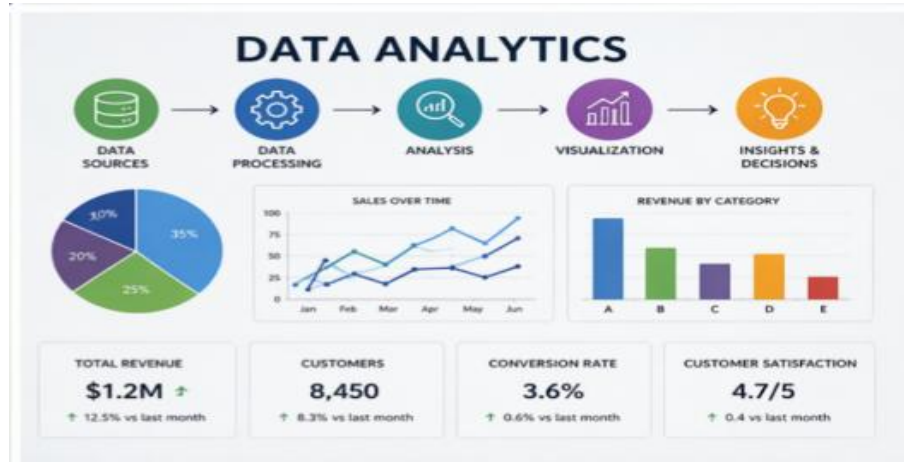 DATA ANALYTICS
DATA
SOURCES
DATA
PROCESSING
ANALYSIS
VISUALIZATION
INSIGHTS &
DECISIONS
35%
25%
20%
SALES OVER TIME
100
75
50
25
0
Jan Feb Mar Apr May Jun
REVENUE BY CATEGORY
A B C D E
TOTAL REVENUE
$1.2M
12.5% vs last month
CUSTOMERS
8,450
8.3% vs last month
CONVERSION RATE
3.6%
0.6% vs last month
CUSTOMER SATISFACTION
4.7/5
0.4 vs last month